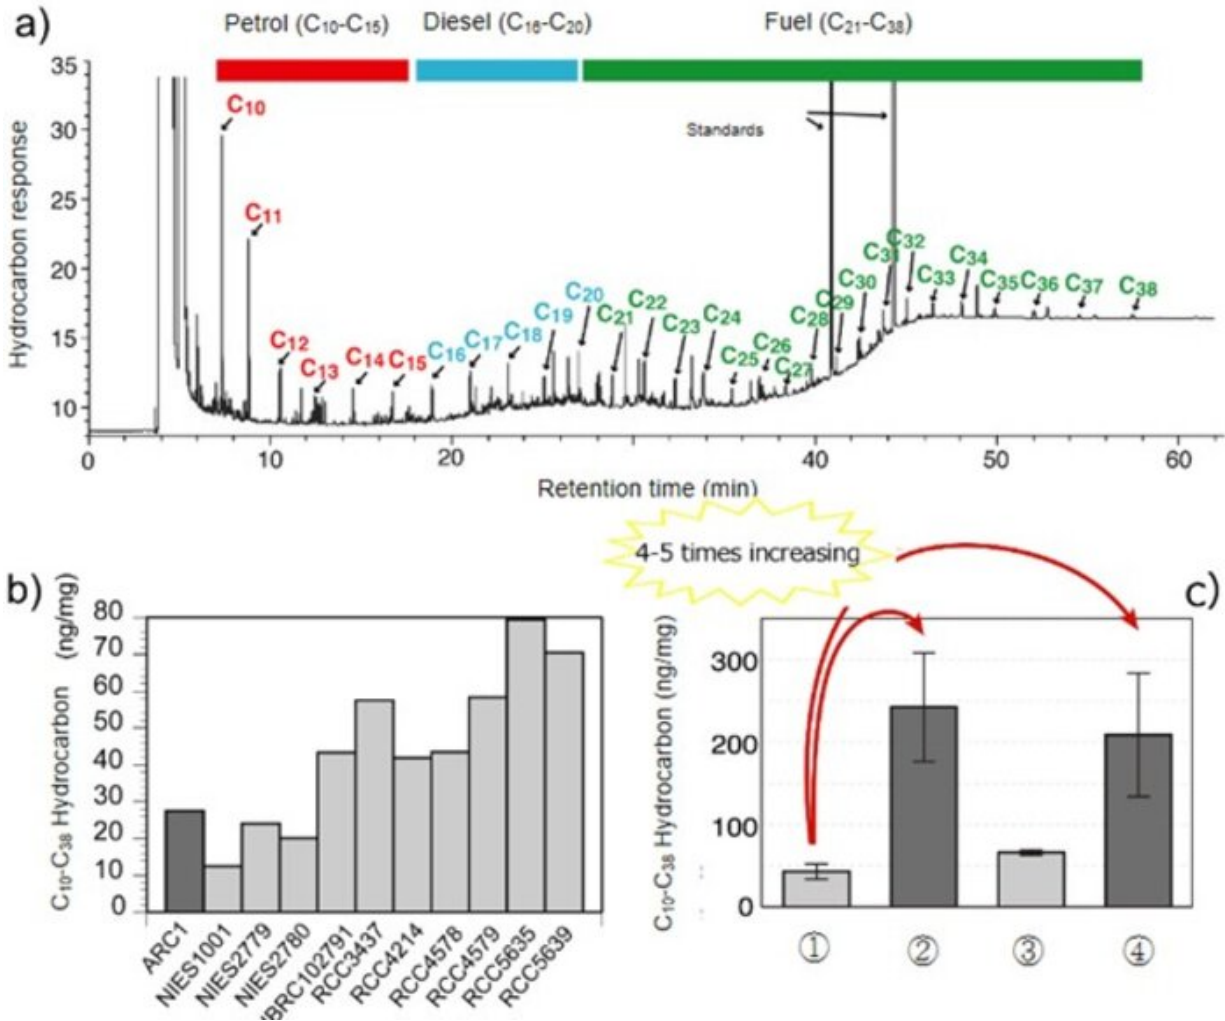 a)
Petrol (C10-C15)
Diesel (C16-C20)
Fuel (C21-C38)
Hydrocarbon response
35
30
25
20
15
10
C10
C11
C12
C13
C14
C15
C16
C17
C18
C19
C20
C21
C22
C23
C24
C25
C26
C27
C28
C29
C30
C31
C32
C33
C34
C35
C36
C37
C38
Standards
0
10
20
30
40
50
60
Retention time (min)
4-5 times increasing
b)
C10-C38 Hydrocarbon (ng/mg)
80
70
60
50
40
30
20
10
0
ARC1
NIES1001
NIES2779
NIES2780
NBRC102791
RCC3437
RCC4214
RCC4578
RCC4579
RCC5635
RCC5639
c)
C10-C38 Hydrocarbon (ng/mg)
300
200
100
0
①
②
③
④